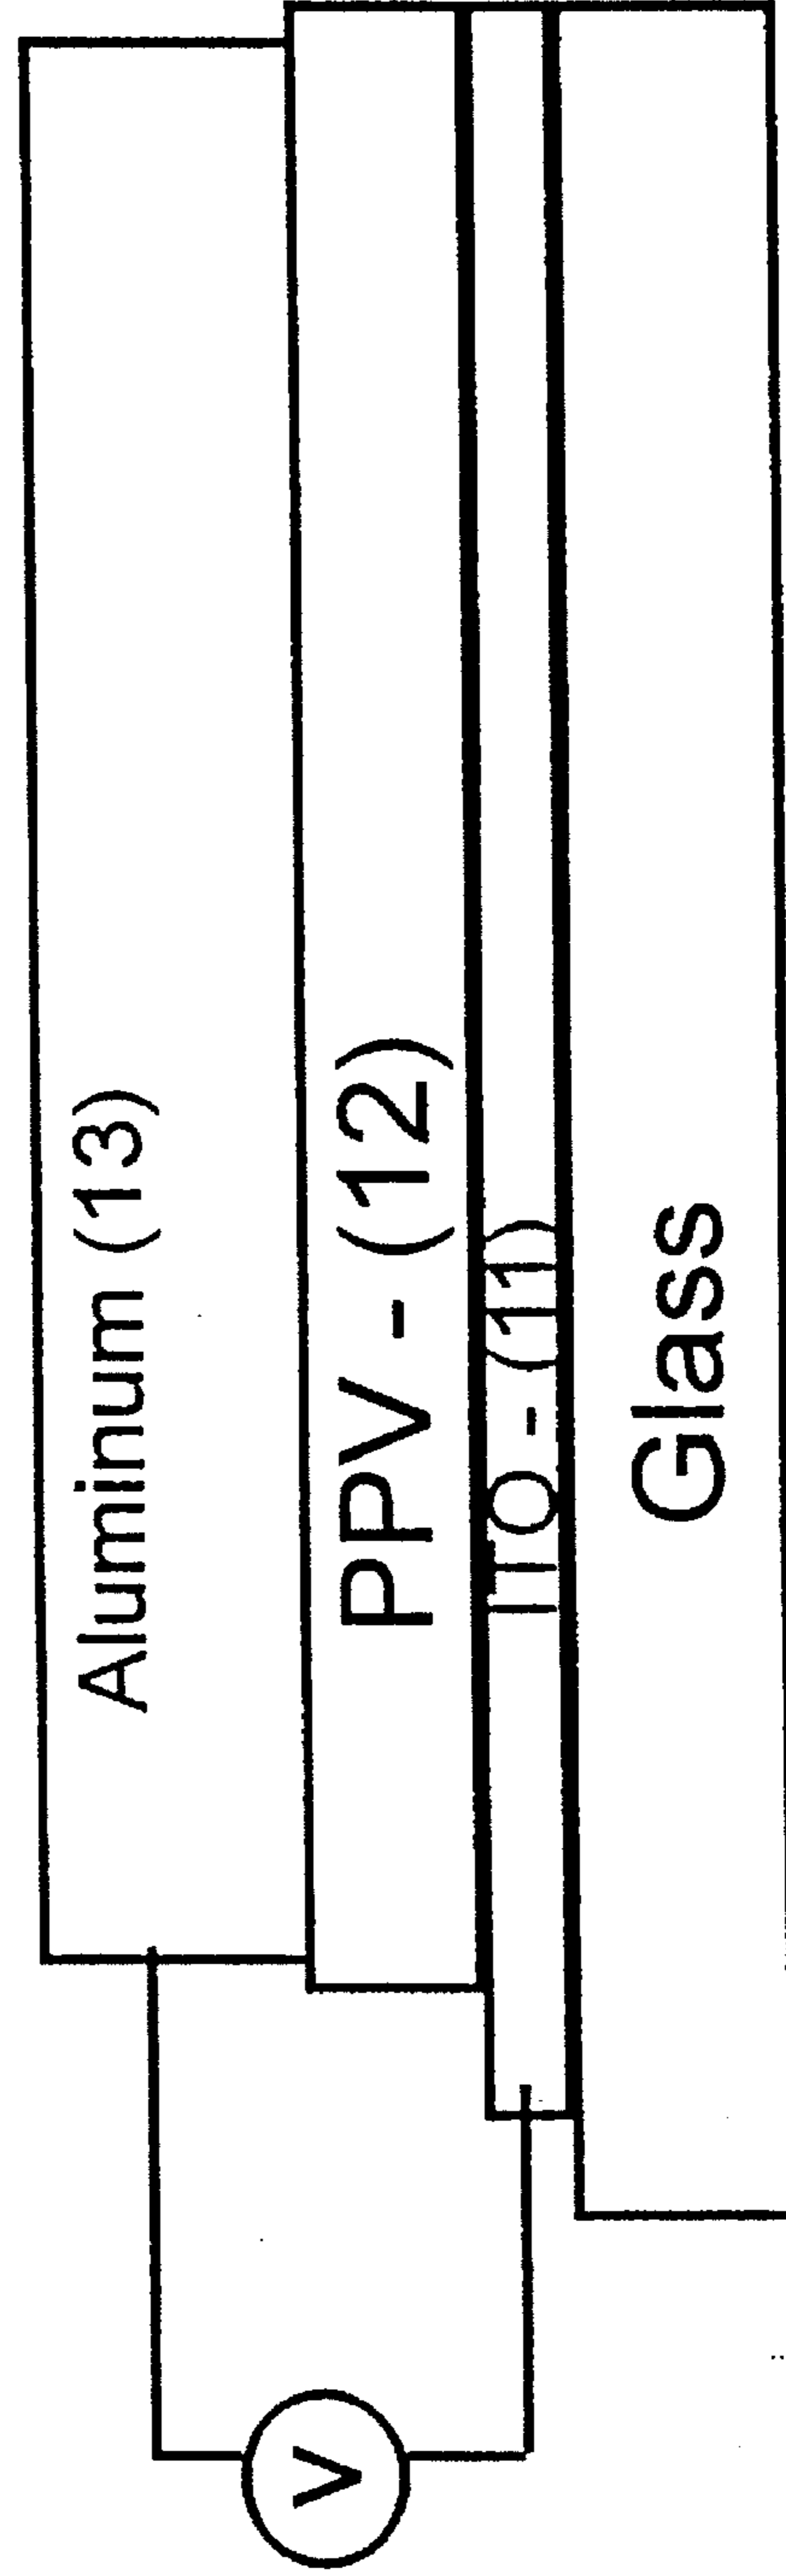 Aluminum (13)
PPV - (12)
ITO - (11)
Glass
V